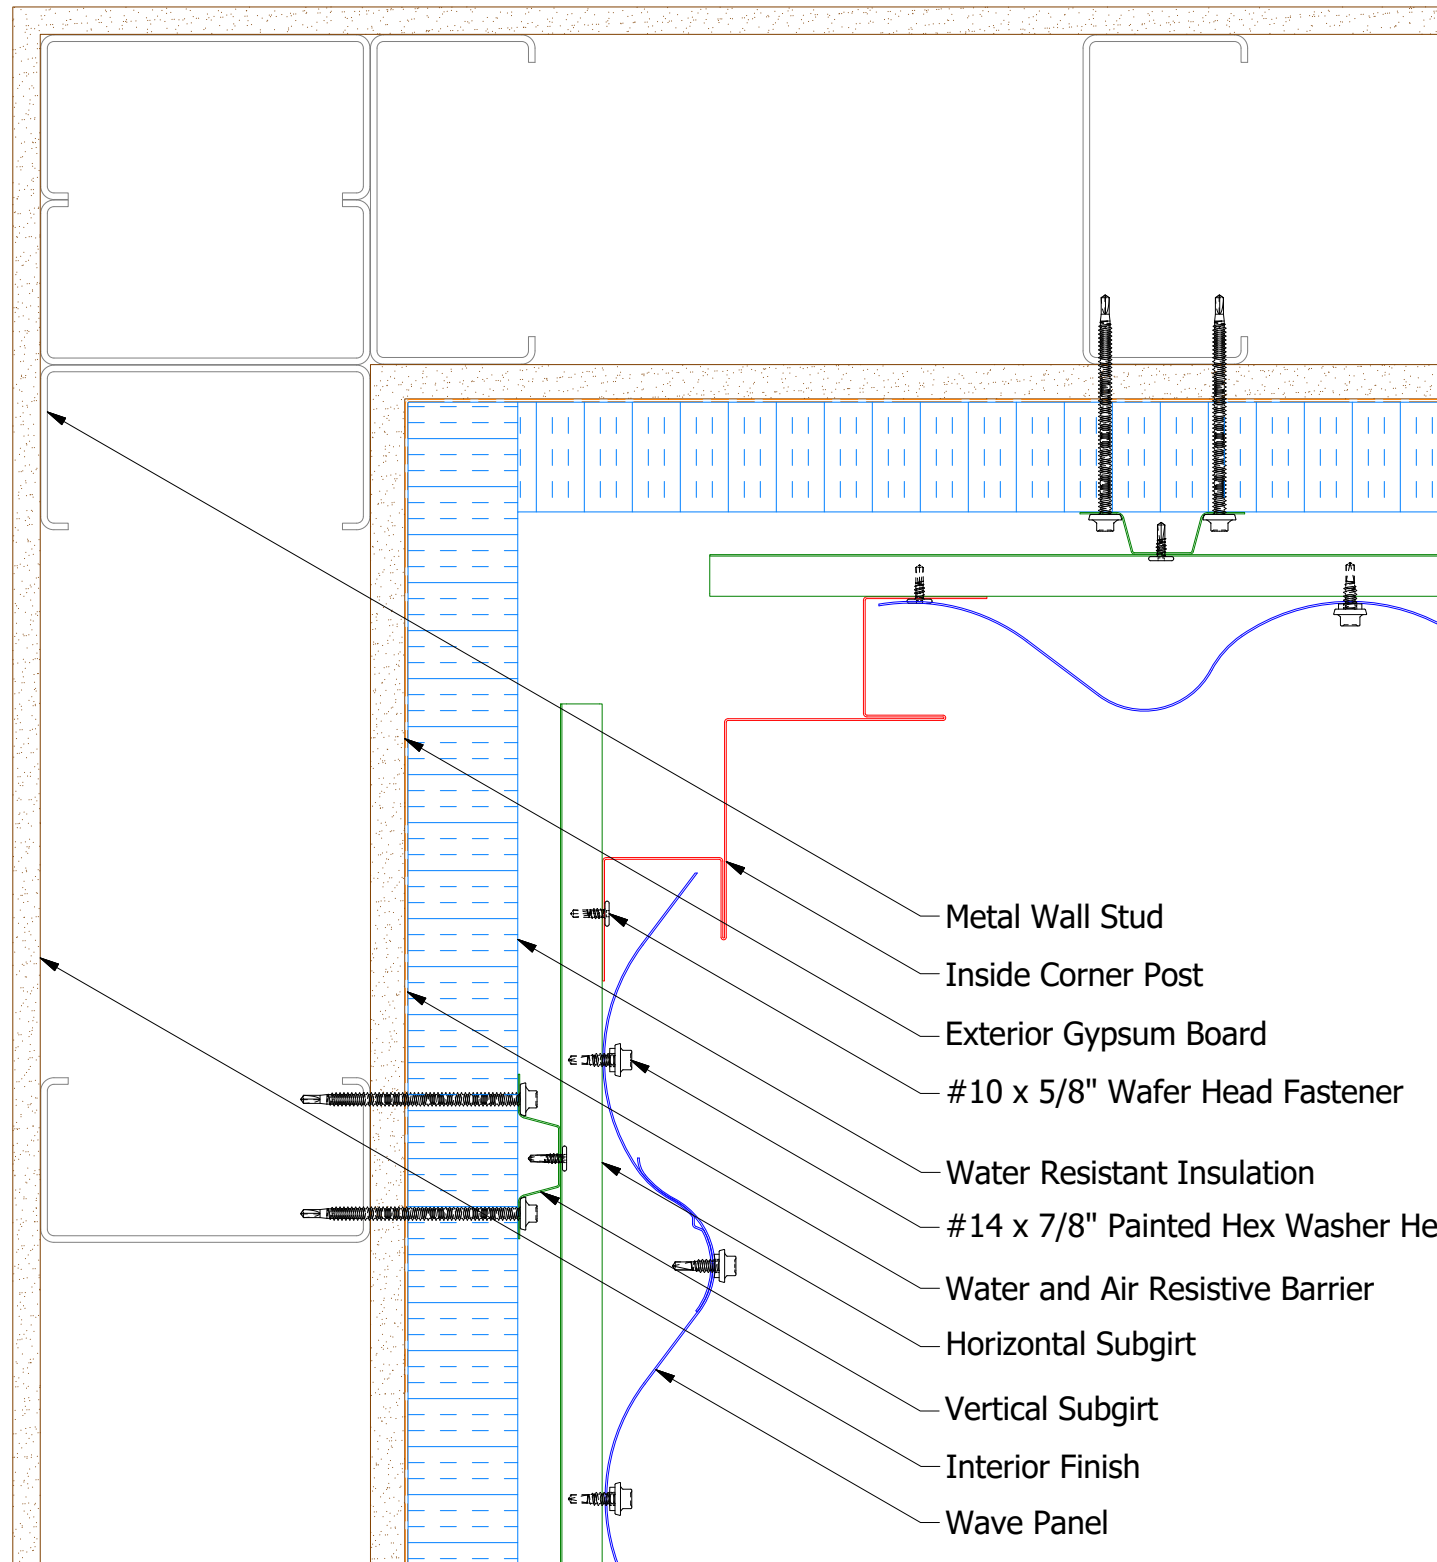 Metal Wall Stud
Inside Corner Post
Exterior Gypsum Board
#10 x 5/8" Wafer Head Fastener
Water Resistant Insulation
#14 x 7/8" Painted Hex Washer He
Water and Air Resistive Barrier
Horizontal Subgirt
Vertical Subgirt
Interior Finish
Wave Panel